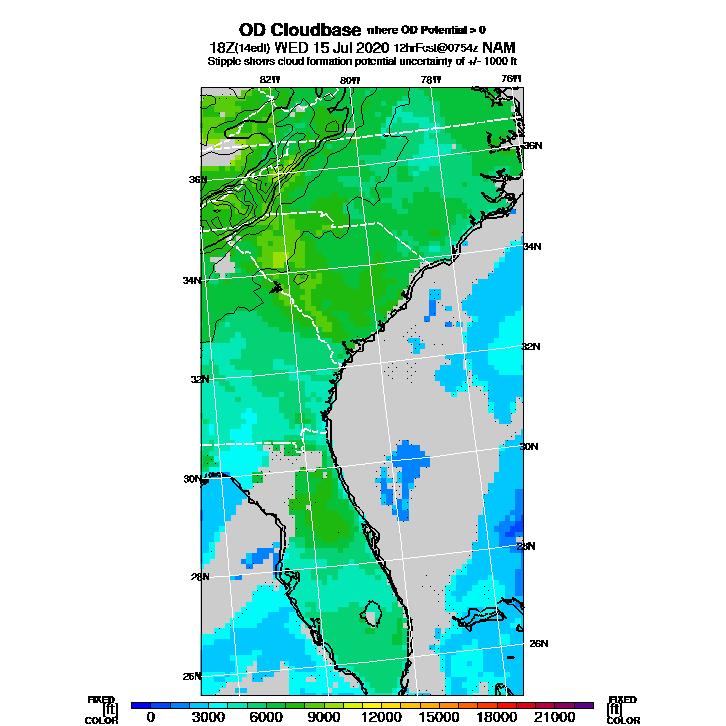 OD Cloudbase where OD Potential > 0
18Z(14edt) WED 15 Jul 2020 12hrFcst@0754z NAM
Stipple shows cloud formation potential uncertainty of +/- 1000 ft
82W 80W 78W 76W
36N
36N
34N
34N
32N
32N
30N
30N
28N
28N
26N
26N
FIXED FIXED
[ft] 0 3000 6000 9000 12000 15000 18000 21000 [ft]
COLOR COLOR